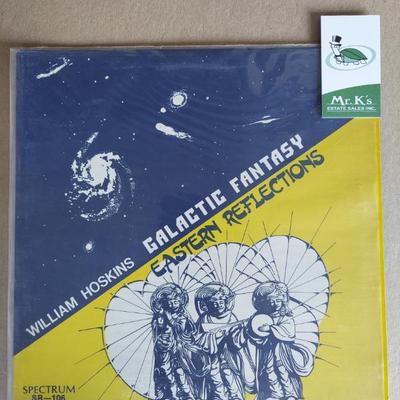 Mr. K's
ESTATE SALES INC.
WILLIAM HOSKINS
GALACTIC FANTASY
EASTERN REFLECTIONS
SPECTRUM
SR—106